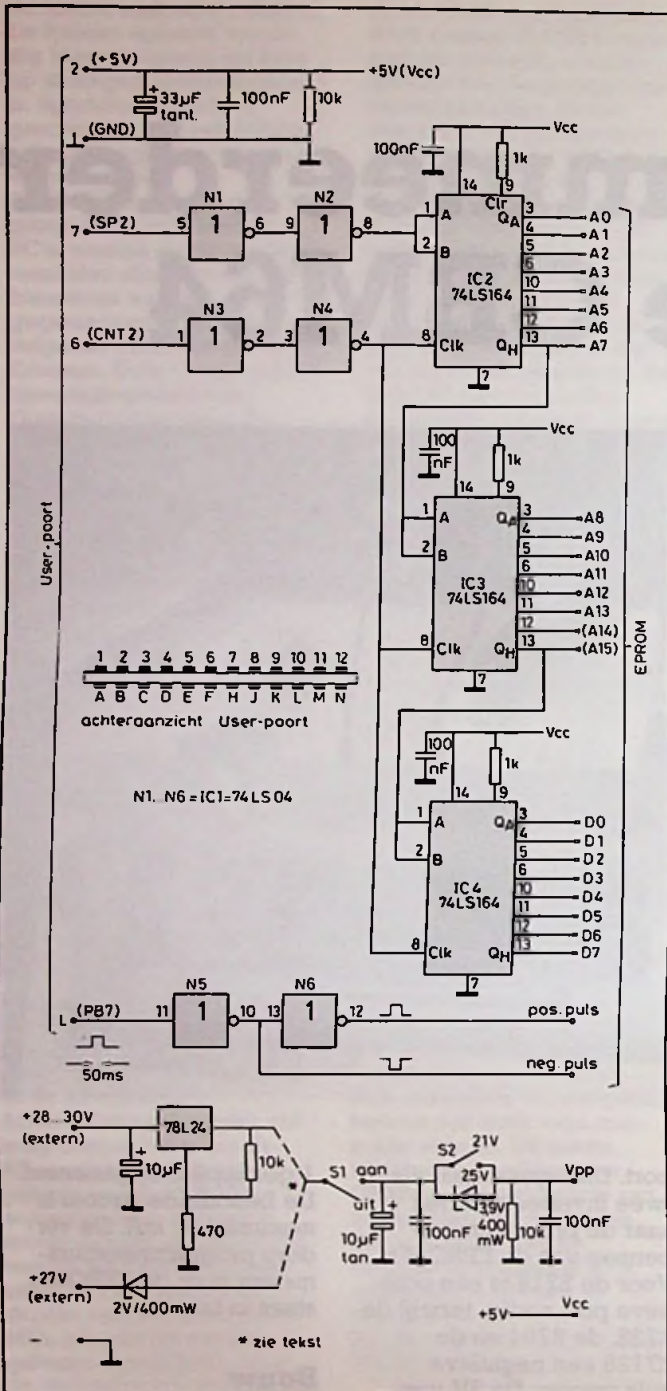 2 (+5V)
+5V(Vcc)
33µF
tant.
100nF
10k
1 (GND)
Vcc
100nF
1k
14
9
Clr
7 (SP2)
5 N1 1 6
9 N2 1 8
1 A
2 B
IC2
74LS164
QA 3 A0
4 A1
5 A2
6 A3
10 A4
11 A5
12 A6
QH 13 A7
6 (CNT2)
1 N3 1 2
3 N4 1 4
8 Clk
7
User-poort
Vcc
100
nF
1k
14
9
1 A
2 B
IC3
74LS164
QA 3 A8
4 A9
5 A10
6 A11
10 A12
11 A13
12 (A14)
QH 13 (A15)
8 Clk
7
EPROM
1 2 3 4 5 6 7 8 9 10 11 12
A B C D E F H J K L M N
achteraanzicht User-poort
N1.. N6 = IC1 = 74LS04
Vcc
100
nF
1k
14
9
1 A
2 B
IC4
74LS164
QA 3 D0
4 D1
5 D2
6 D3
10 D4
11 D5
12 D6
QH 13 D7
8 Clk
7
L (PB7)
11 N5 1 10
13 N6 1 12
pos. puls
neg. puls
50ms
+28...30V
(extern)
78L24
10µF
10k
470
*
S1 aan
uit
10µF
tan
100nF
S2 21V
25V
3,9V
400
mW
10k
Vpp
100nF
+27V
(extern)
2V/400mW
+5V
Vcc
−
* zie tekst